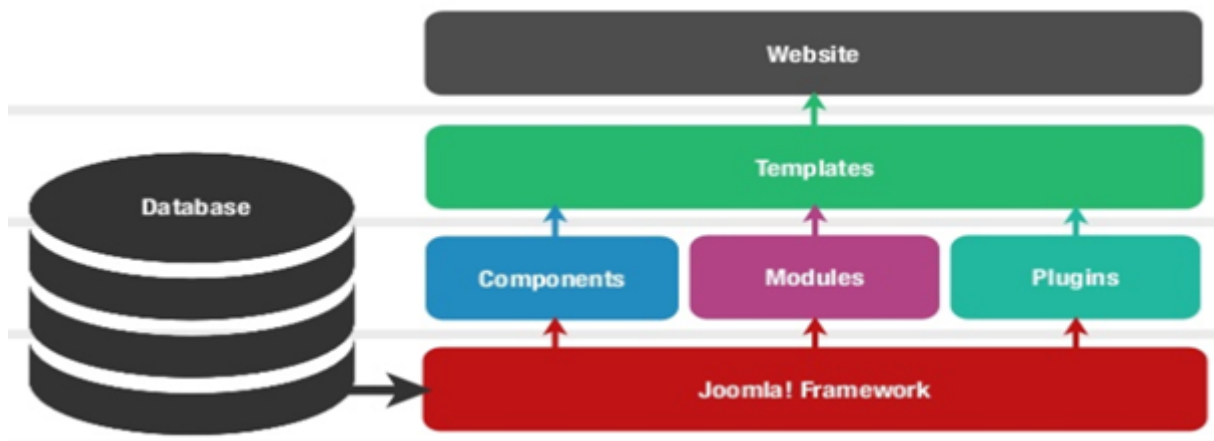 Website
Templates
Database
Components
Modules
Plugins
Joomla! Framework